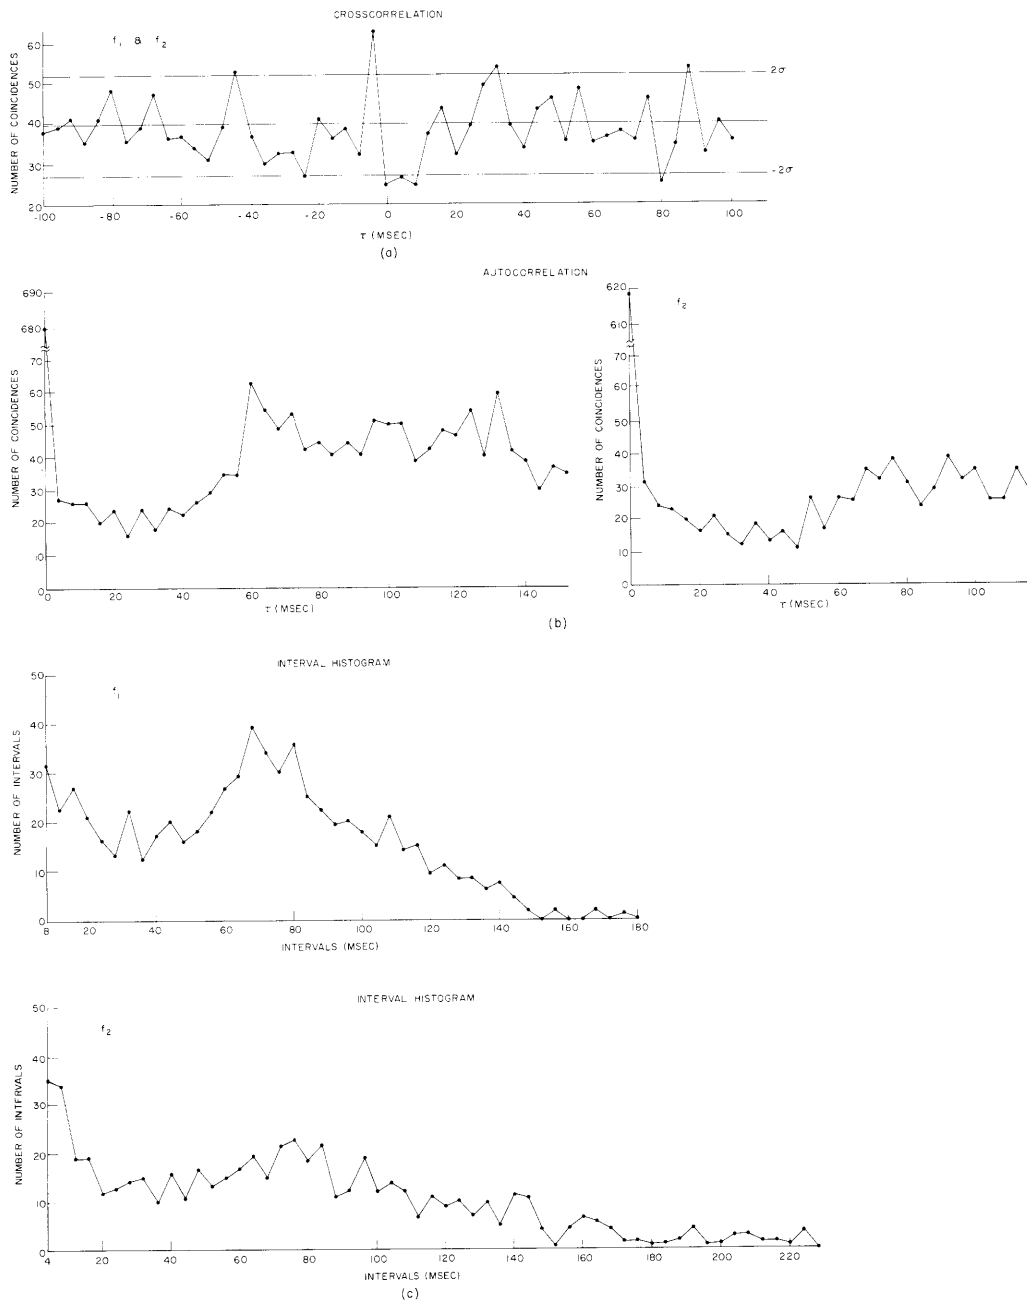 CROSSCORRELATION
f1 & f2
NUMBER OF COINCIDENCES
60
50
40
30
20
2σ
-2σ
-100 -80 -60 -40 -20 0 20 40 60 80 100
τ (MSEC)
(a)
AUTOCORRELATION
NUMBER OF COINCIDENCES
690
680
70
60
50
40
30
20
10
0
0 20 40 60 80 100 120 140
τ (MSEC)
f2
NUMBER OF COINCIDENCES
620
610
70
60
50
40
30
20
10
0
0 20 40 60 80 100
τ (MSEC)
(b)
INTERVAL HISTOGRAM
f1
NUMBER OF INTERVALS
50
40
30
20
10
0
8 20 40 60 80 100 120 140 160 180
INTERVALS (MSEC)
INTERVAL HISTOGRAM
f2
NUMBER OF INTERVALS
50
40
30
20
10
0
4 20 40 60 80 100 120 140 160 180 200 220
INTERVALS (MSEC)
(c)